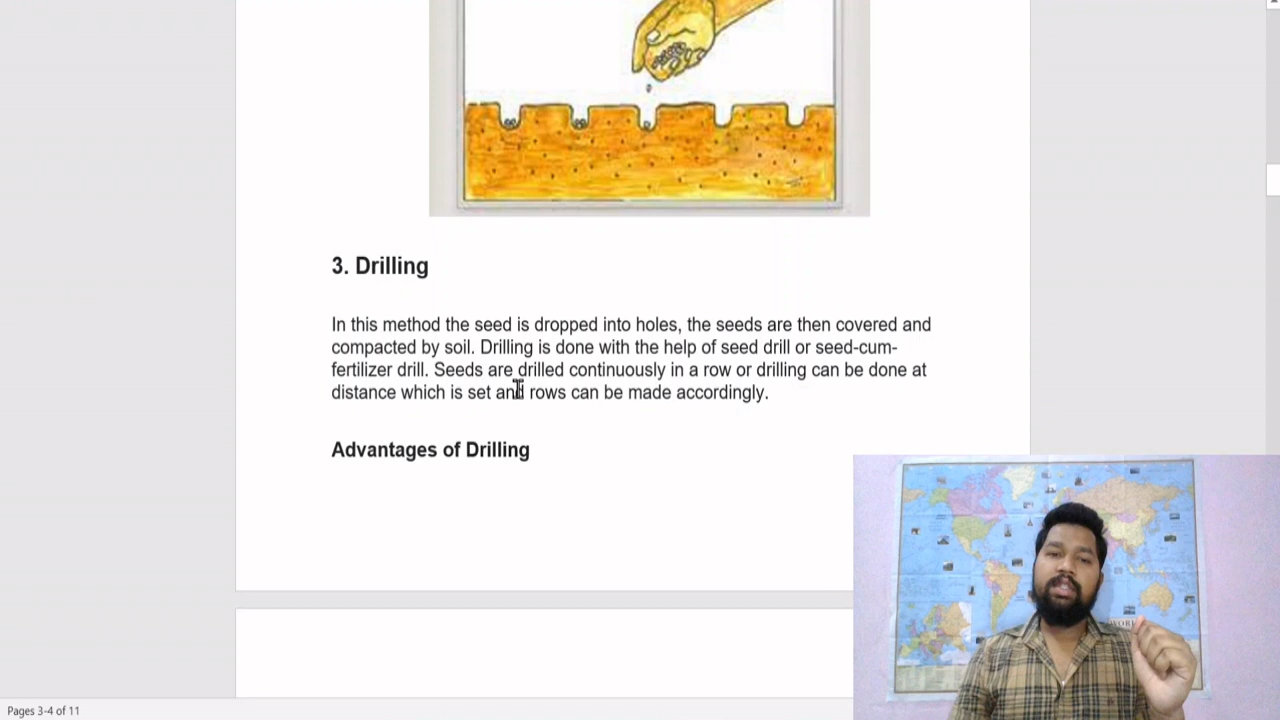 3. Drilling
In this method the seed is dropped into holes, the seeds are then covered and
compacted by soil. Drilling is done with the help of seed drill or seed-cum-
fertilizer drill. Seeds are drilled continuously in a row or drilling can be done at
distance which is set and rows can be made accordingly.
Advantages of Drilling
Pages 3-4 of 11